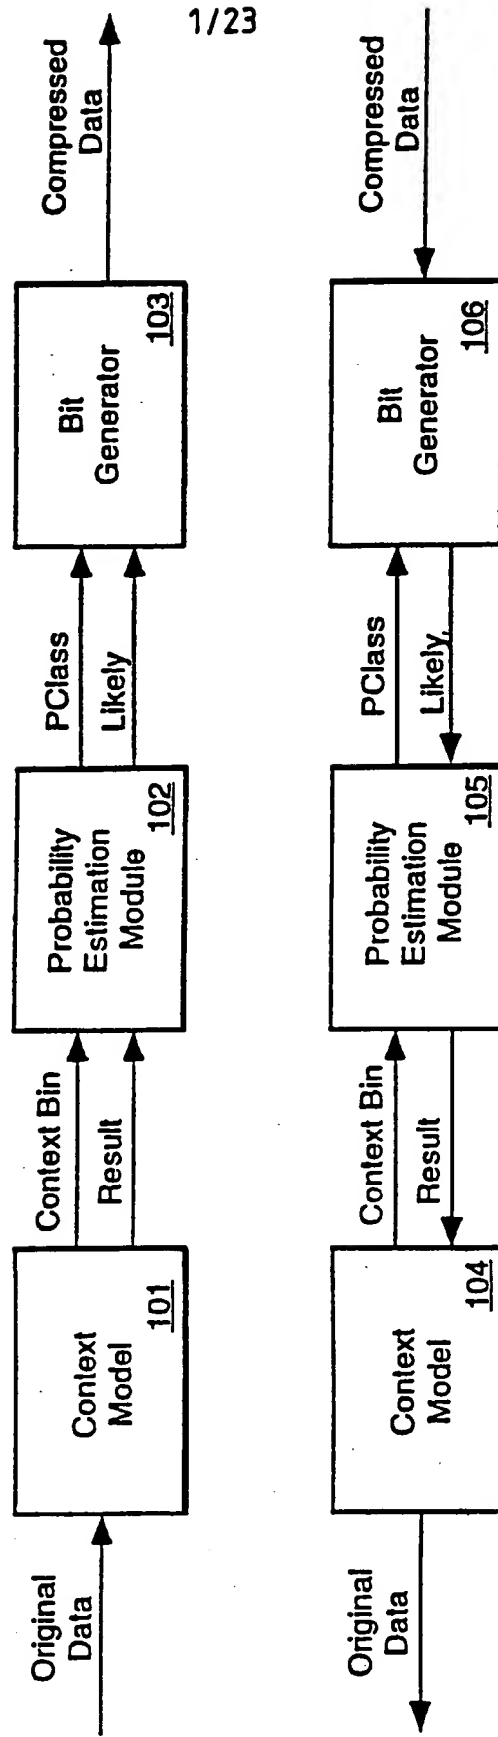 1/23
Original
Data
Context
Model
101
Context Bin
Result
Probability
Estimation
Module
102
PClass
Likely
Bit
Generator
103
Compressed
Data
Original
Data
Context
Model
104
Context Bin
Result
Probability
Estimation
Module
105
PClass
Likely
Bit
Generator
106
Compressed
Data